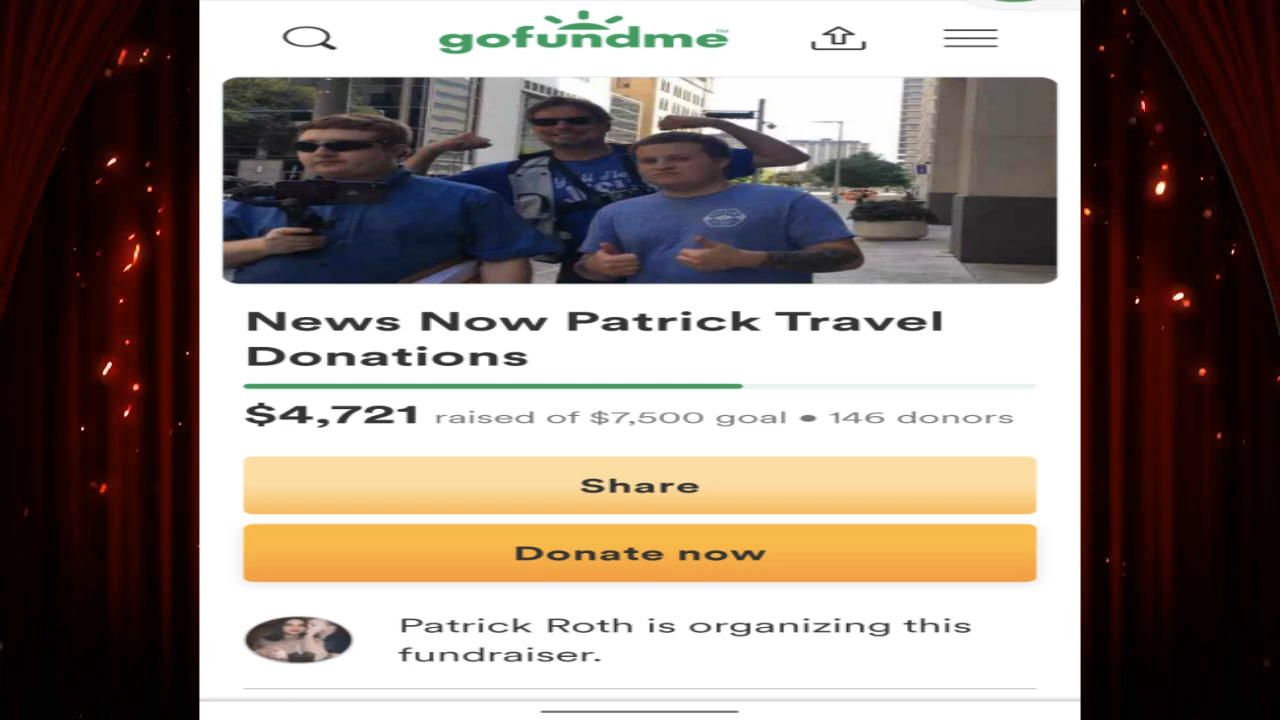 gofundme™
News Now Patrick Travel
Donations
$4,721 raised of $7,500 goal • 146 donors
Share
Donate now
Patrick Roth is organizing this
fundraiser.